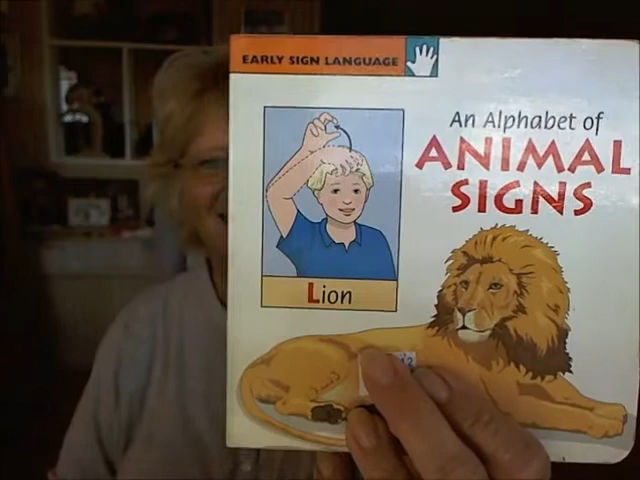 EARLY SIGN LANGUAGE
An Alphabet of
ANIMAL
SIGNS
Lion